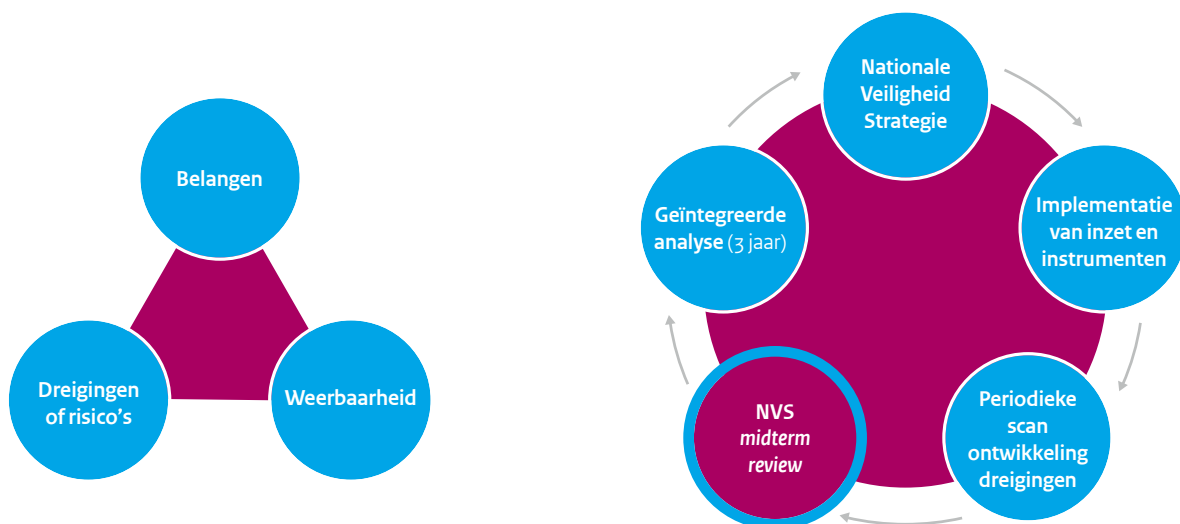 Belangen
Dreigingen
of risico's
Weerbaarheid
Nationale
Veiligheid
Strategie
Implementatie
van inzet en
instrumenten
Periodieke
scan
ontwikkeling
dreigingen
NVS
midterm
review
Geïntegreerde
analyse (3 jaar)